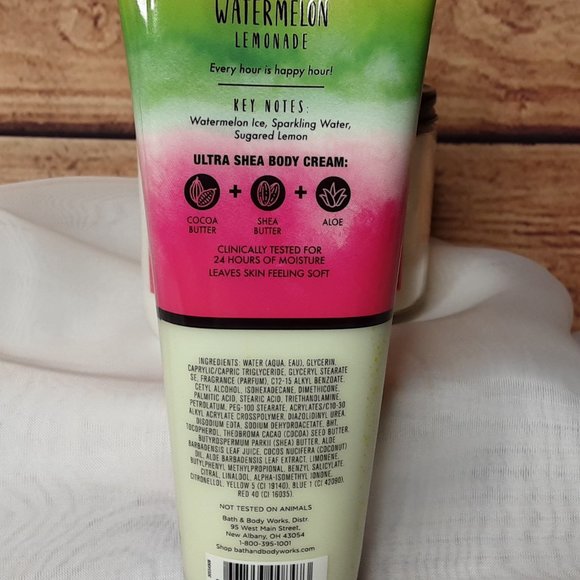 WATERMELON
LEMONADE
Every hour is happy hour!
KEY NOTES:
Watermelon Ice, Sparkling Water,
Sugared Lemon
ULTRA SHEA BODY CREAM:
+ +
COCOA BUTTER
SHEA BUTTER
ALOE
CLINICALLY TESTED FOR
24 HOURS OF MOISTURE
LEAVES SKIN FEELING SOFT
INGREDIENTS: WATER (AQUA, EAU), GLYCERIN,
CAPRYLIC/CAPRIC TRIGLYCERIDE, GLYCERYL STEARATE
SE, FRAGRANCE (PARFUM), C12-15 ALKYL BENZOATE,
CETYL ALCOHOL, ISOHEXADECANE, DIMETHICONE,
PALMITIC ACID, STEARIC ACID, TRIETHANOLAMINE,
PETROLATUM, PEG-100 STEARATE, ACRYLATES/C10-30
ALKYL ACRYLATE CROSSPOLYMER, DIAZOLIDINYL UREA,
DISODIUM EDTA, SODIUM DEHYDROACETATE, BHT,
TOCOPHEROL, THEOBROMA CACAO (COCOA) SEED BUTTER,
BUTYROSPERMUM PARKII (SHEA) BUTTER, ALOE
BARBADENSIS LEAF JUICE, COCOS NUCIFERA (COCONUT)
OIL, ALOE BARBADENSIS LEAF EXTRACT, LIMONENE,
BUTYLPHENYL METHYLPROPIONAL, BENZYL SALICYLATE,
CITRAL, LINALOOL, ALPHA-ISOMETHYL IONONE,
CITRONELLOL, YELLOW 5 (CI 19140), BLUE 1 (CI 42090),
RED 40 (CI 16035).
NOT TESTED ON ANIMALS
Bath & Body Works, Distr.
95 West Main Street,
New Albany, OH 43054
1-800-395-1001
Shop bathandbodyworks.com